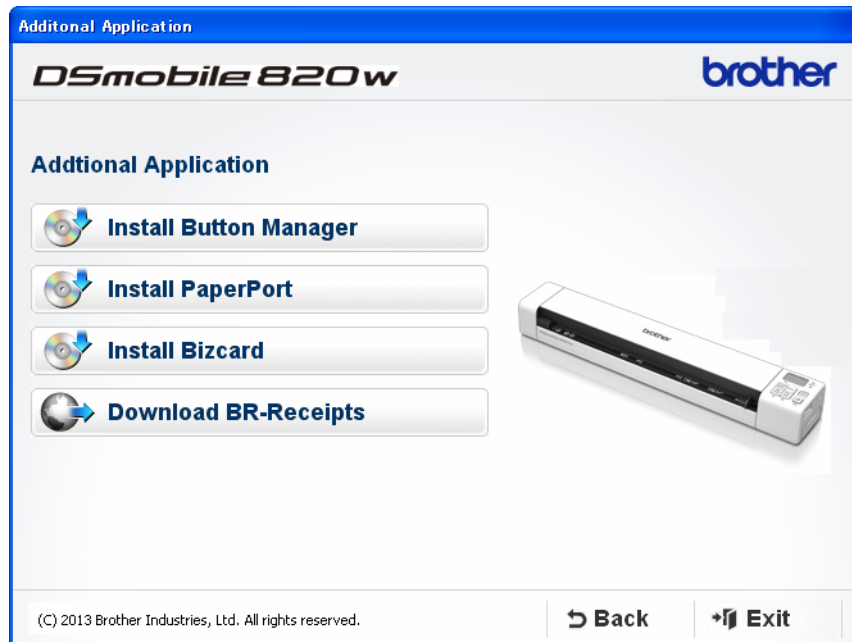 Additonal Application
DSmobile 820w
brother
Addtional Application
Install Button Manager
Install PaperPort
Install Bizcard
Download BR-Receipts
brother
(C) 2013 Brother Industries, Ltd. All rights reserved.
Back
Exit